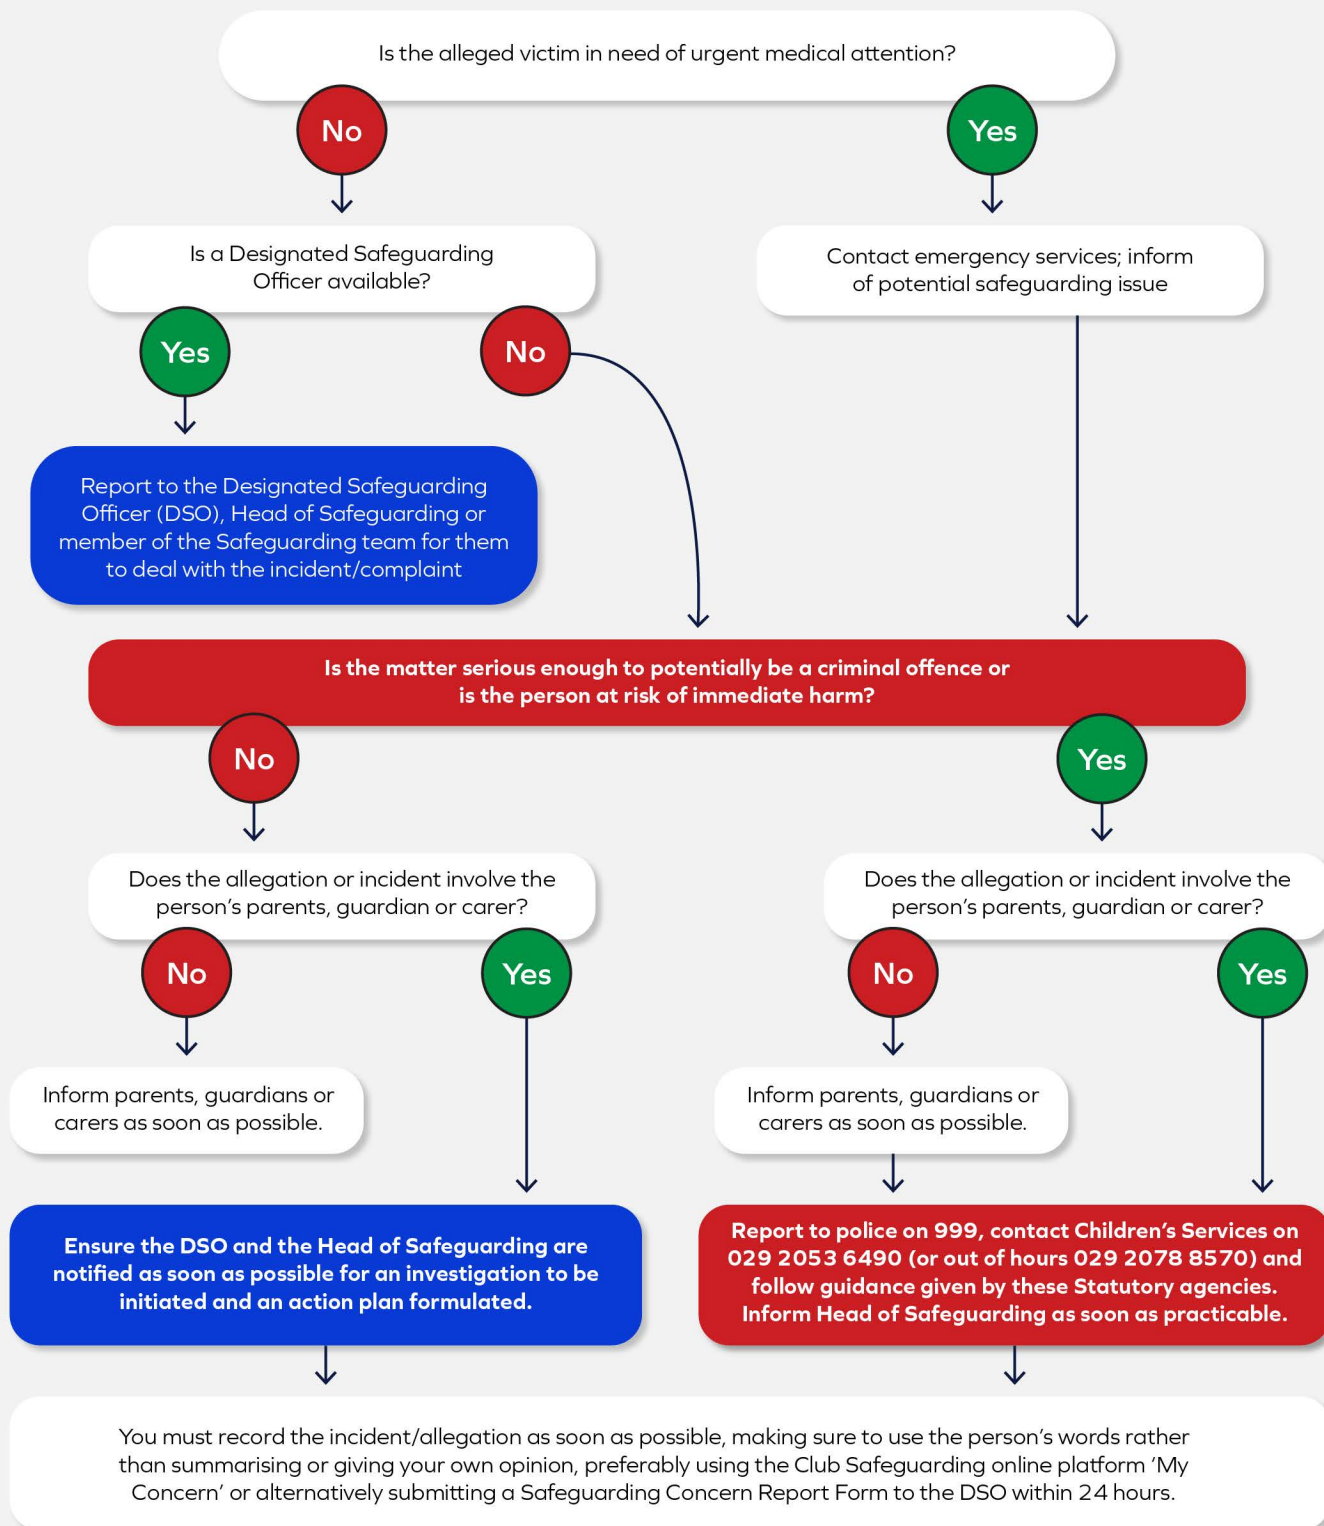 Is the alleged victim in need of urgent medical attention?
No
Yes
Is a Designated Safeguarding
Officer available?
Contact emergency services; inform
of potential safeguarding issue
Yes
No
Report to the Designated Safeguarding
Officer (DSO), Head of Safeguarding or
member of the Safeguarding team for them
to deal with the incident/complaint
Is the matter serious enough to potentially be a criminal offence or
is the person at risk of immediate harm?
No
Yes
Does the allegation or incident involve the
person’s parents, guardian or carer?
Does the allegation or incident involve the
person’s parents, guardian or carer?
No
Yes
No
Yes
Inform parents, guardians or
carers as soon as possible.
Inform parents, guardians or
carers as soon as possible.
Ensure the DSO and the Head of Safeguarding are
notified as soon as possible for an investigation to be
initiated and an action plan formulated.
Report to police on 999, contact Children’s Services on
029 2053 6490 (or out of hours 029 2078 8570) and
follow guidance given by these Statutory agencies.
Inform Head of Safeguarding as soon as practicable.
You must record the incident/allegation as soon as possible, making sure to use the person’s words rather
than summarising or giving your own opinion, preferably using the Club Safeguarding online platform ‘My
Concern’ or alternatively submitting a Safeguarding Concern Report Form to the DSO within 24 hours.